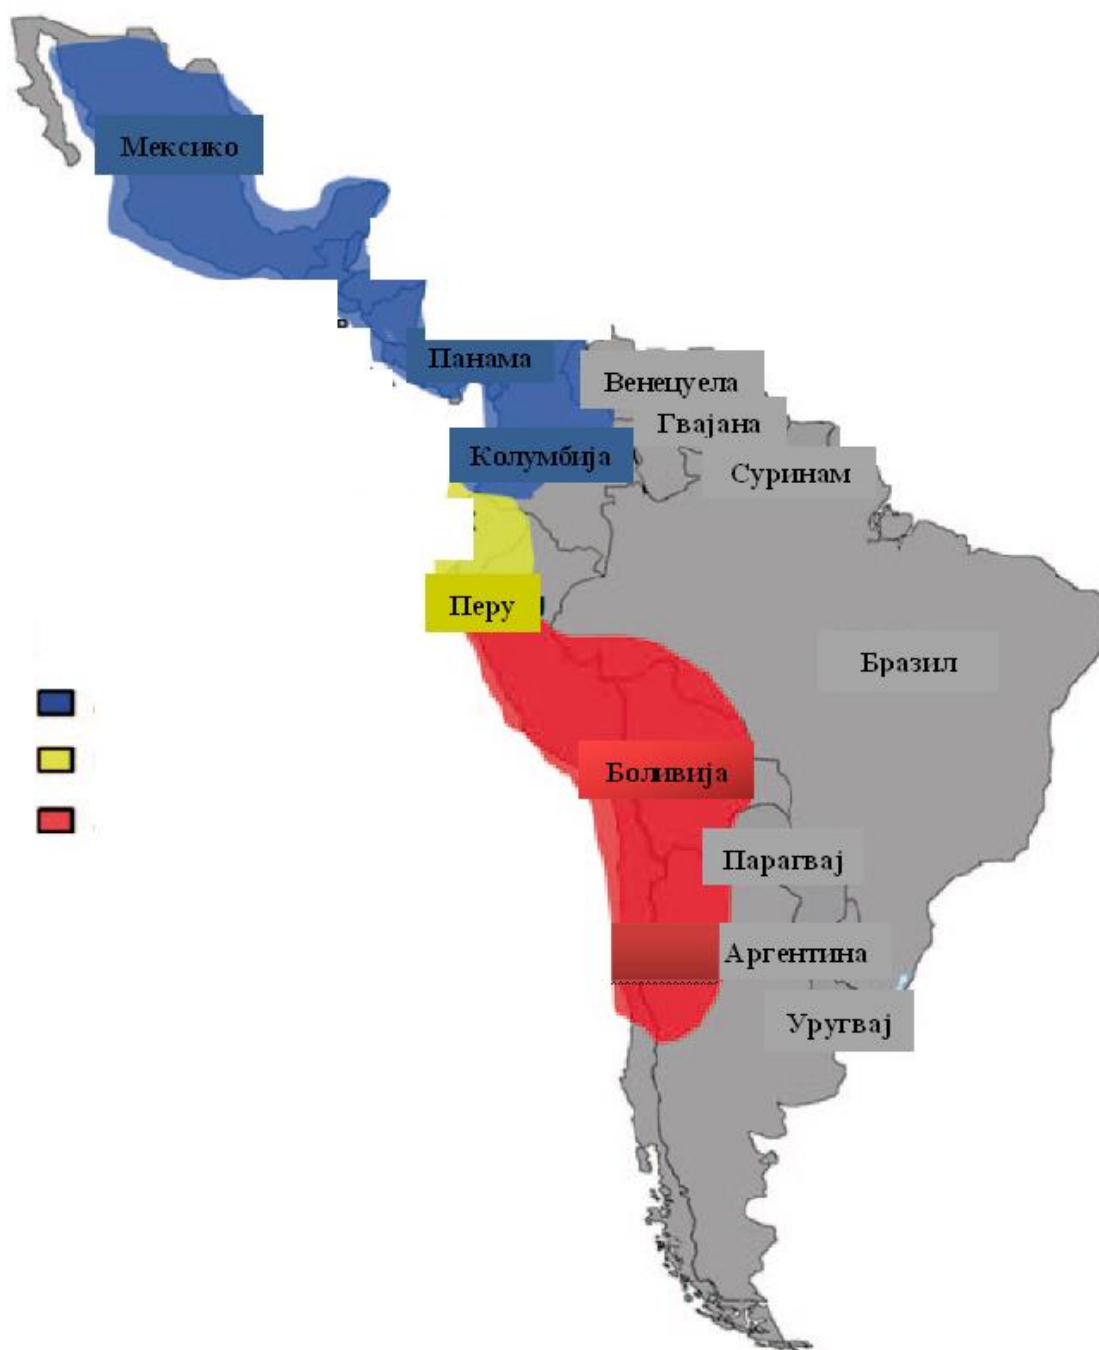 Мексико
Панама
Венецуела
Гвајана
Колумбија
Суринам
Перу
Бразил
Боливија
Парагвај
Аргентина
Уругвај